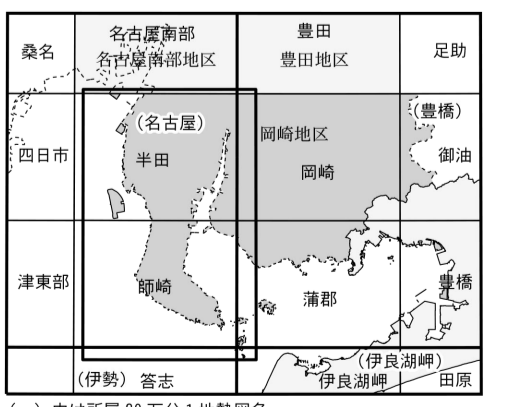 名古屋南部
豊田
桑名
名古屋南部地区
豊田地区
足助
(名古屋)
(豊橋)
岡崎地区
四日市
半田
岡崎
御油
津東部
師崎
蒲郡
豊橋
(伊良湖岬)
(伊勢)
答志
伊良湖岬
田原